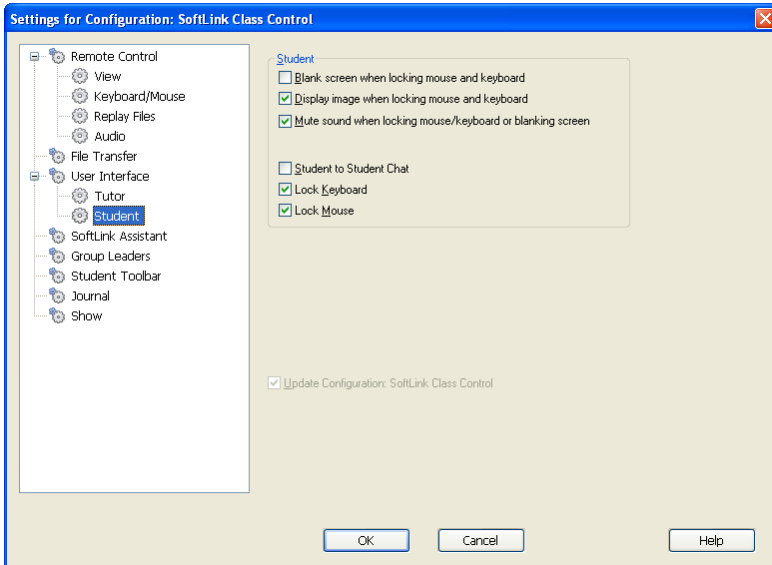 Settings for Configuration: SoftLink Class Control
Remote Control
View
Keyboard/Mouse
Replay Files
Audio
File Transfer
User Interface
Tutor
Student
SoftLink Assistant
Group Leaders
Student Toolbar
Journal
Show
Student
Blank screen when locking mouse and keyboard
Display image when locking mouse and keyboard
Mute sound when locking mouse/keyboard or blanking screen
Student to Student Chat
Lock Keyboard
Lock Mouse
Update Configuration: SoftLink Class Control
OK
Cancel
Help